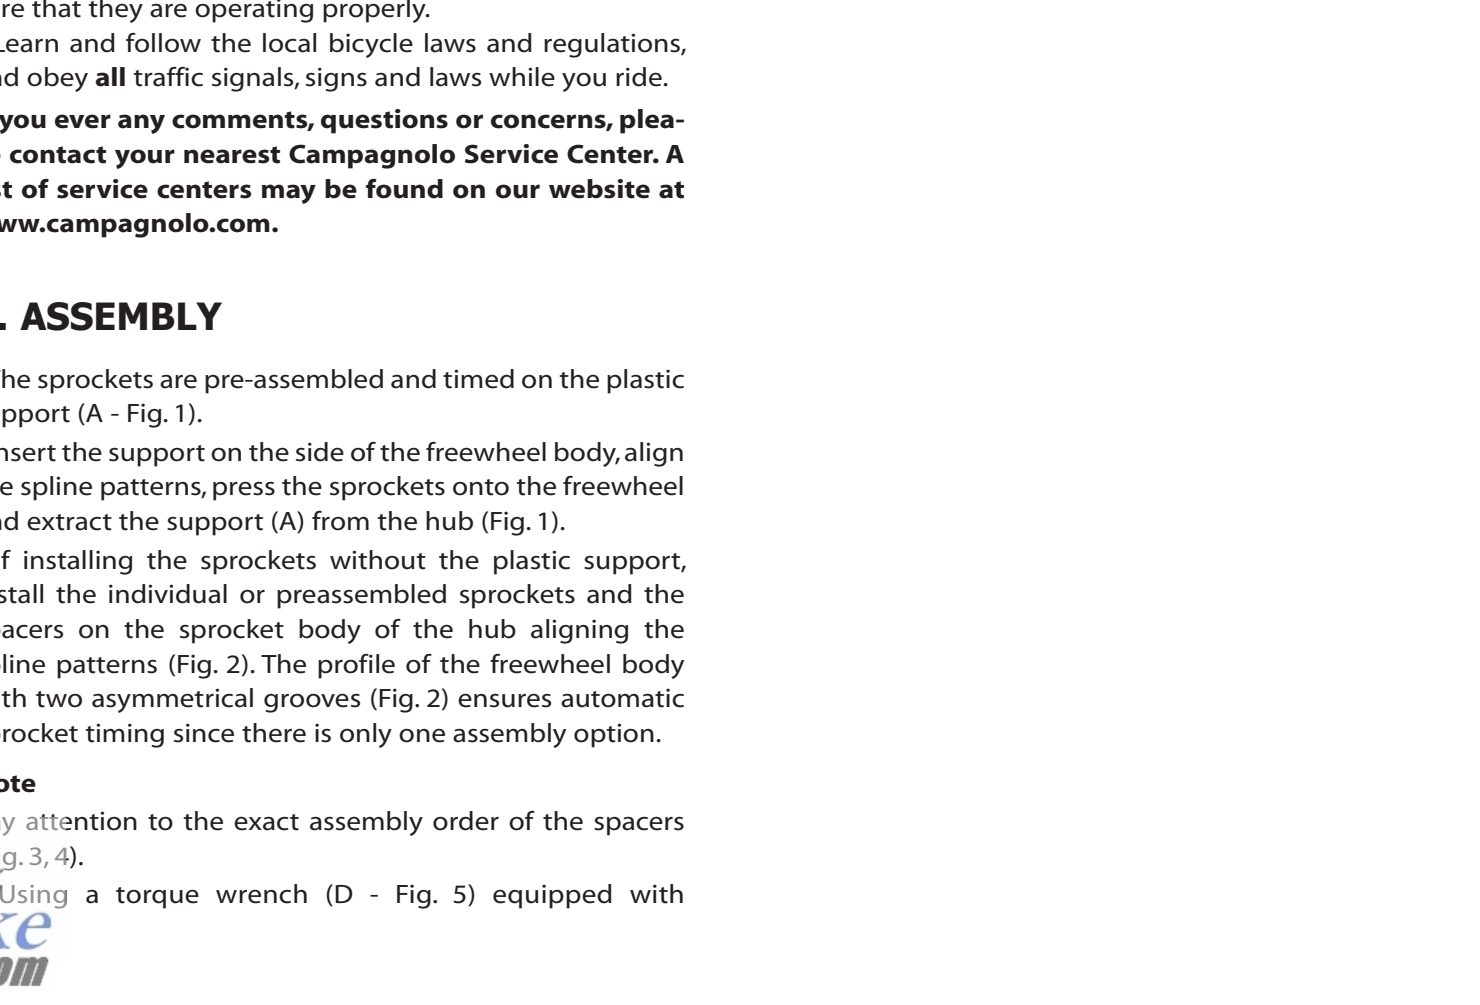 re that they are operating properly.
Learn and follow the local bicycle laws and regulations,
nd obey all traffic signals, signs and laws while you ride.
you ever any comments, questions or concerns, plea-
contact your nearest Campagnolo Service Center. A
st of service centers may be found on our website at
ww.campagnolo.com.
. ASSEMBLY
The sprockets are pre-assembled and timed on the plastic
pport (A - Fig. 1).
nsert the support on the side of the freewheel body, align
e spline patterns, press the sprockets onto the freewheel
nd extract the support (A) from the hub (Fig. 1).
f installing the sprockets without the plastic support,
stall the individual or preassembled sprockets and the
acers on the sprocket body of the hub aligning the
line patterns (Fig. 2). The profile of the freewheel body
th two asymmetrical grooves (Fig. 2) ensures automatic
rocket timing since there is only one assembly option.
ote
y attention to the exact assembly order of the spacers
g. 3, 4).
Using a torque wrench (D - Fig. 5) equipped with
ke
om